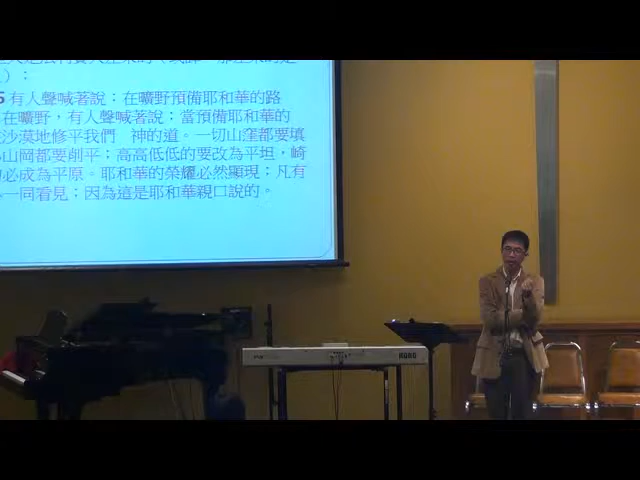 ）：
5 有人聲喊著說：在曠野預備耶和華的路
在曠野，有人聲喊著說：當預備耶和華的
沙漠地修平我們　神的道。一切山窪都要填
山岡都要削平；高高低低的要改為平坦，崎
必成為平原。耶和華的榮耀必然顯現；凡有
一同看見；因為這是耶和華親口說的。
KORG